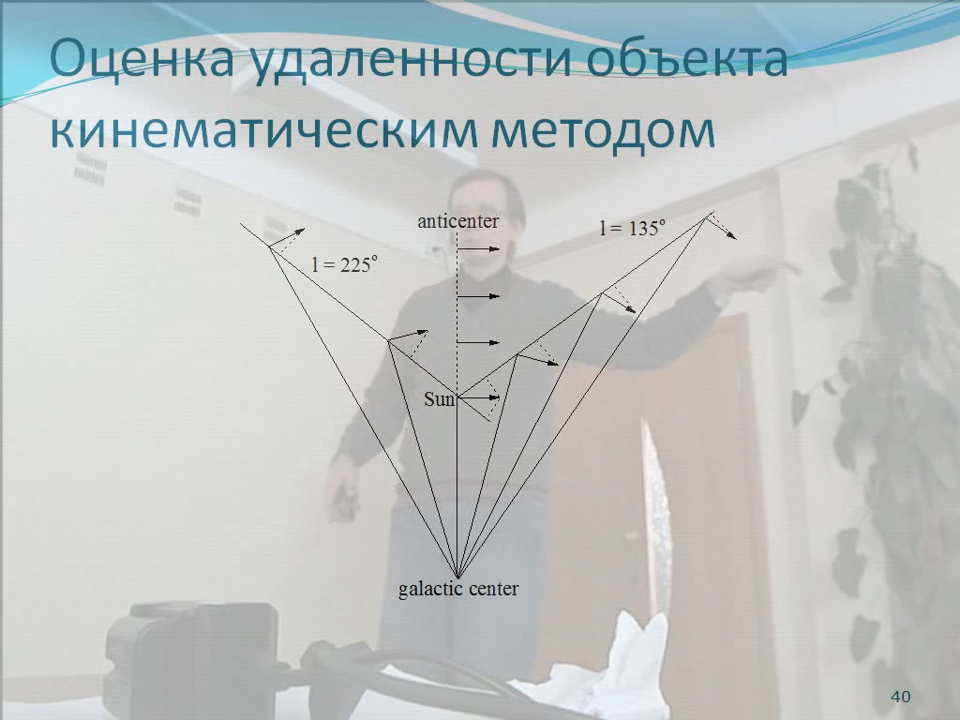 Оценка удаленности объекта
кинематическим методом
anticenter
l = 135°
l = 225°
Sun
galactic center
40